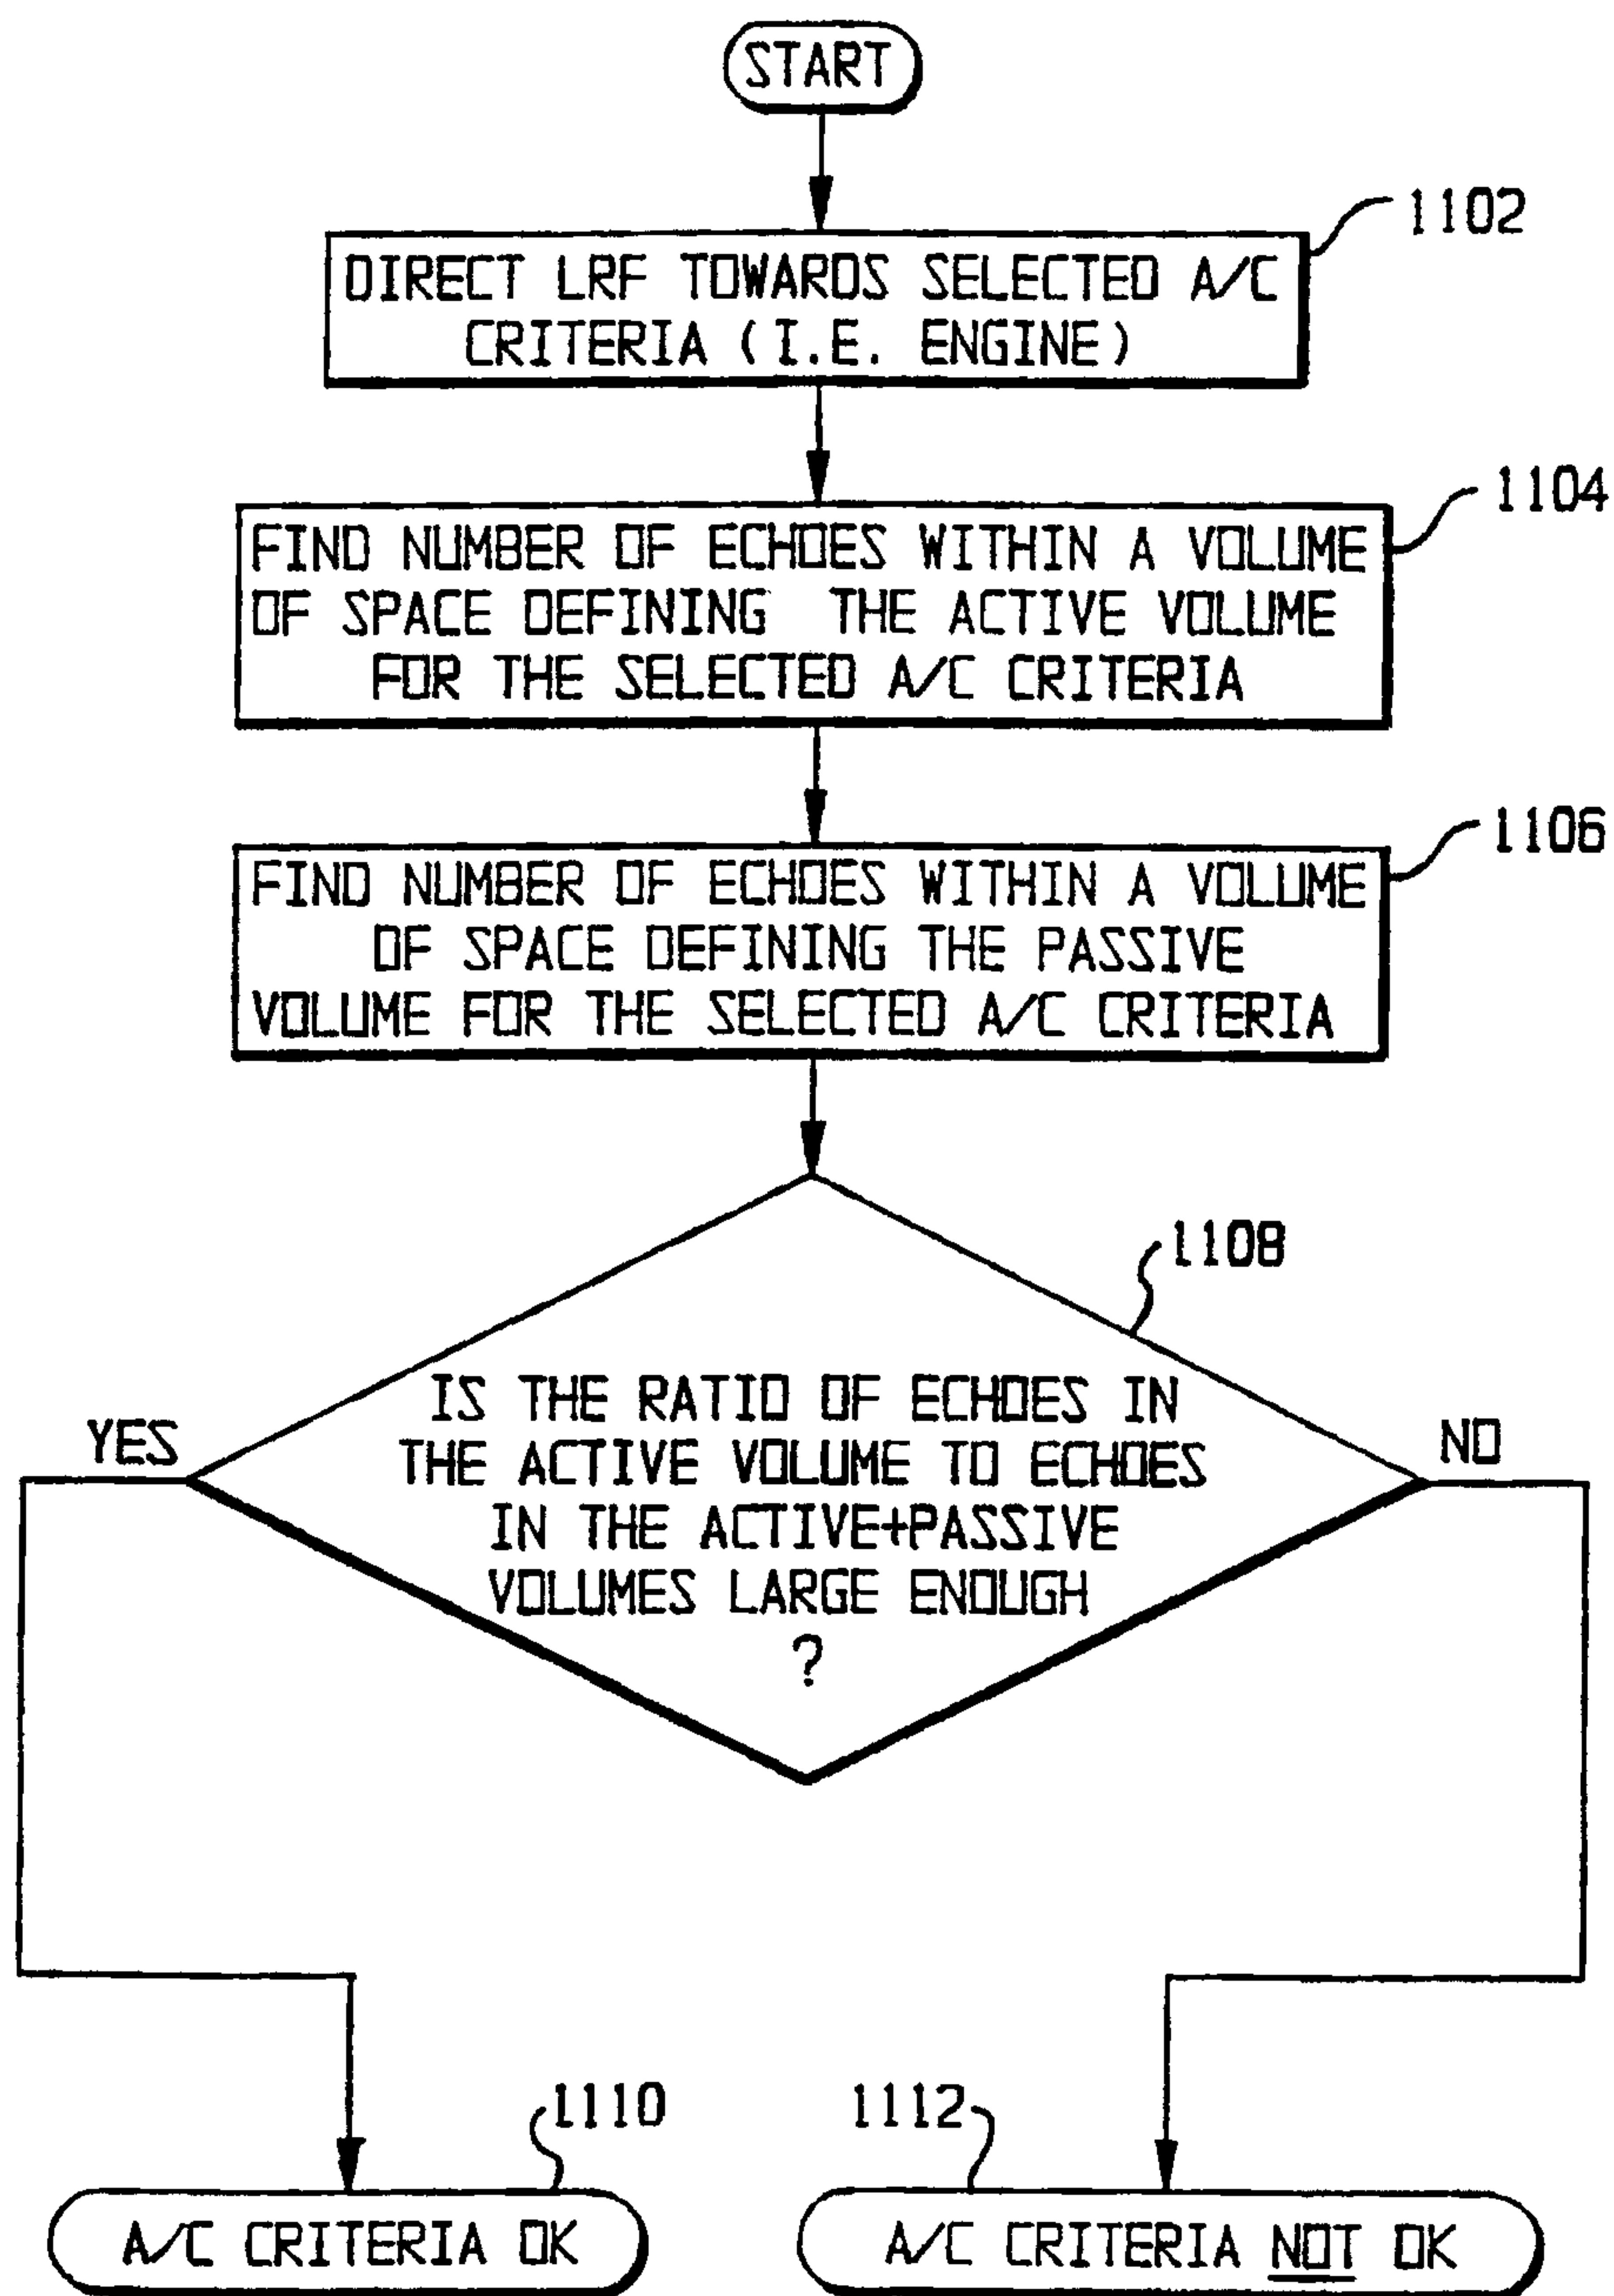 START
1102
DIRECT LRF TOWARDS SELECTED A/C
CRITERIA (I.E. ENGINE)
1104
FIND NUMBER OF ECHOES WITHIN A VOLUME
OF SPACE DEFINING THE ACTIVE VOLUME
FOR THE SELECTED A/C CRITERIA
1106
FIND NUMBER OF ECHOES WITHIN A VOLUME
OF SPACE DEFINING THE PASSIVE
VOLUME FOR THE SELECTED A/C CRITERIA
1108
IS THE RATIO OF ECHOES IN
THE ACTIVE VOLUME TO ECHOES
IN THE ACTIVE+PASSIVE
VOLUMES LARGE ENOUGH
?
YES
NO
1110
1112
A/C CRITERIA OK
A/C CRITERIA NOT OK